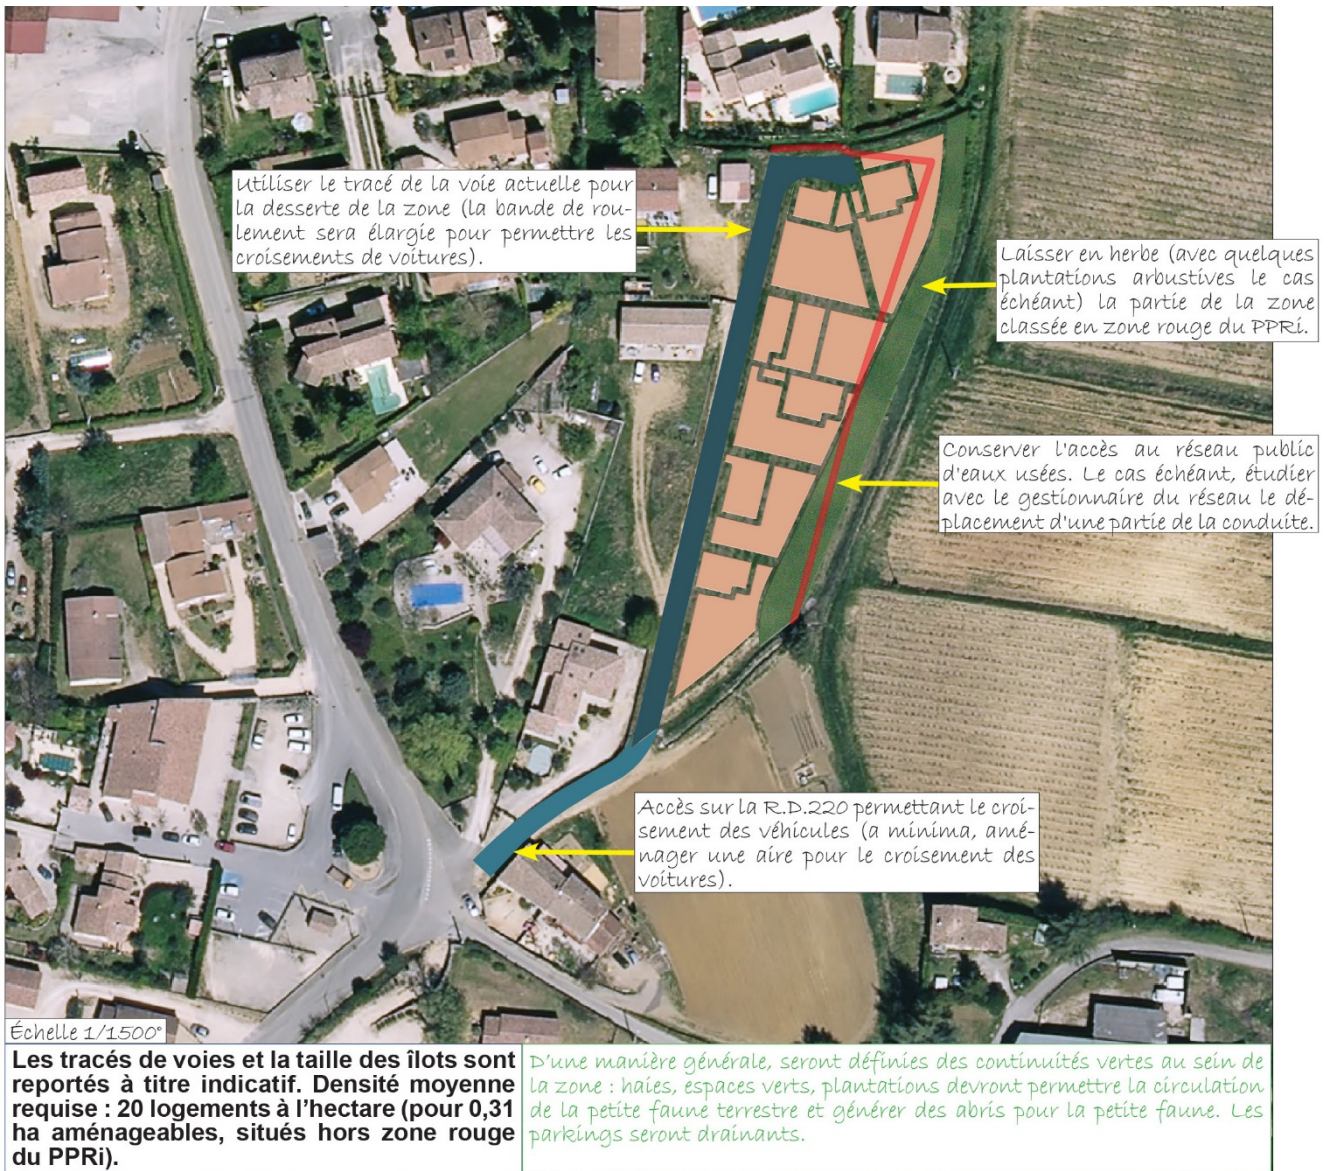 Utiliser le tracé de la voie actuelle pour
la desserte de la zone (la bande de rou-
lement sera élargie pour permettre les
croisements de voitures).
Laisser en herbe (avec quelques
plantations arbustives le cas
échéant) la partie de la zone
classée en zone rouge du PPRi.
Conserver l'accès au réseau public
d'eaux usées. Le cas échéant, étudier
avec le gestionnaire du réseau le dé-
placement d'une partie de la conduite.
Accès sur la R.D.220 permettant le croi-
sement des véhicules (a minima, amé-
nager une aire pour le croisement des
voitures).
Échelle 1/1500°
Les tracés de voies et la taille des îlots sont
reportés à titre indicatif. Densité moyenne
requise : 20 logements à l'hectare (pour 0,31
ha aménageables, situés hors zone rouge
du PPRi).
D'une manière générale, seront définies des continuités vertes au sein de
la zone : haies, espaces verts, plantations devront permettre la circulation
de la petite faune terrestre et générer des abris pour la petite faune. Les
parkings seront drainants.